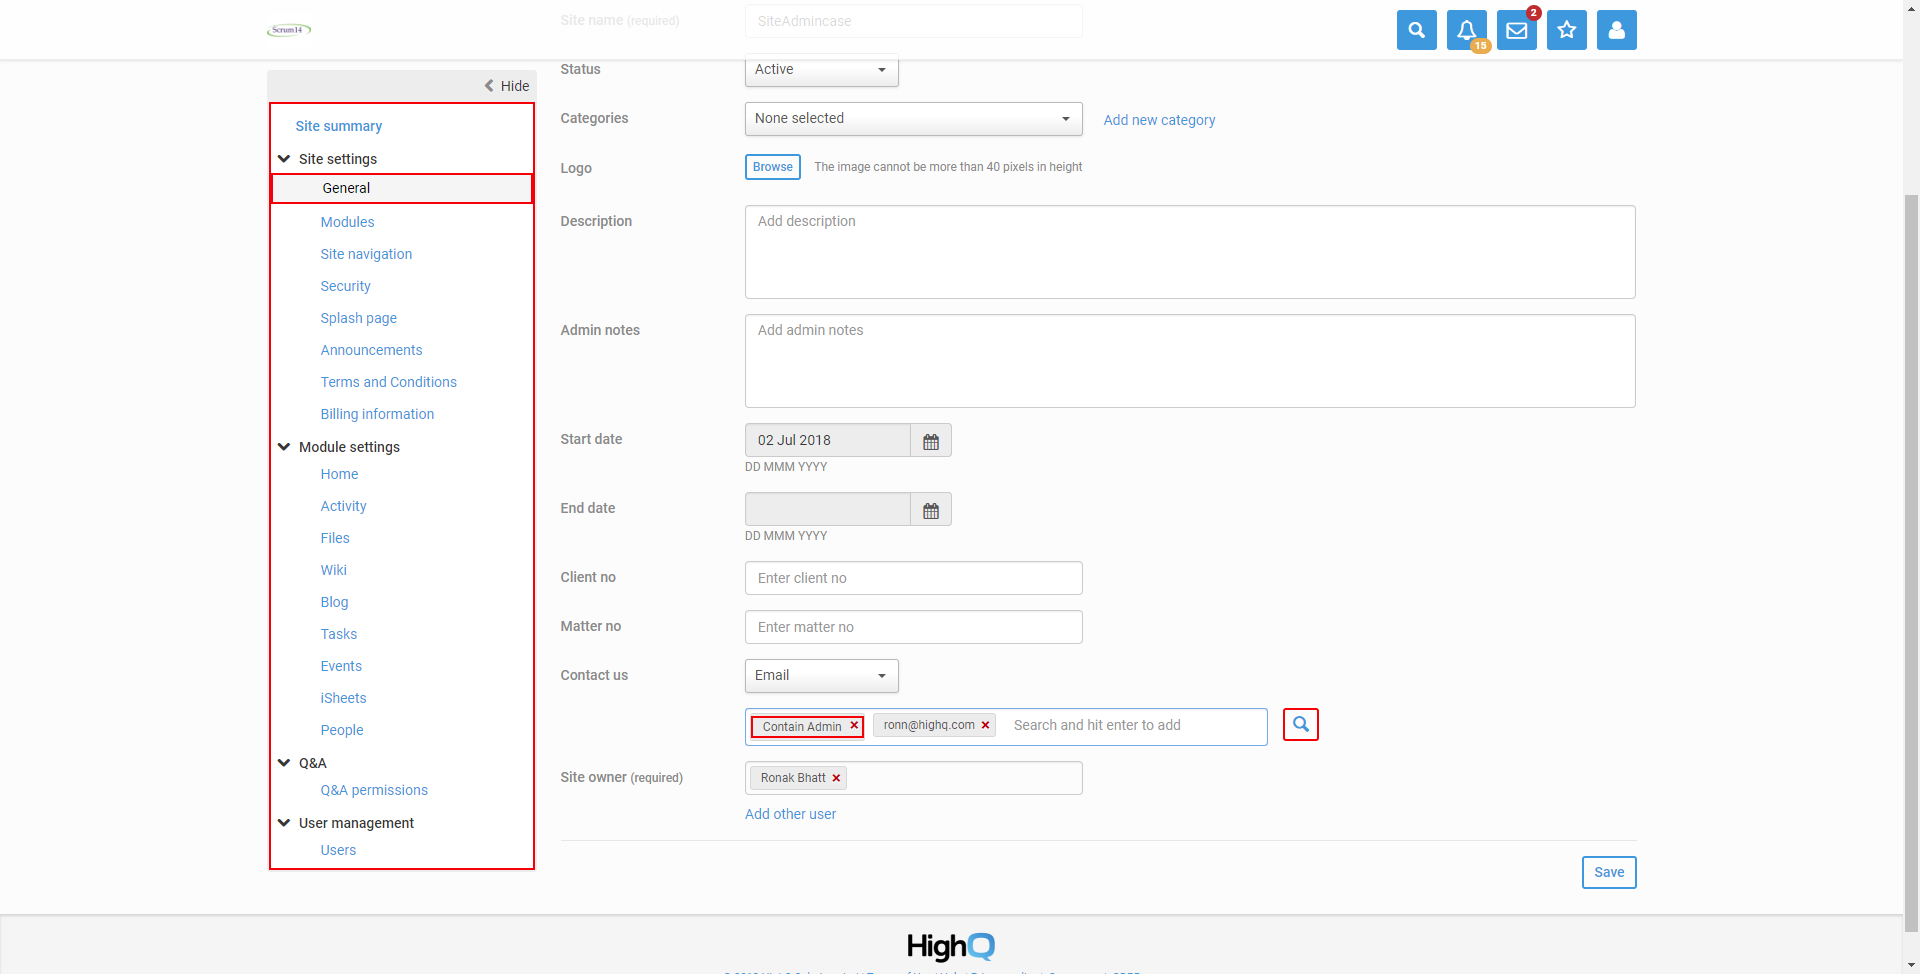 Scrum14
Site name (required)
SiteAdmincase
2
15
Hide
Site summary
Site settings
General
Modules
Site navigation
Security
Splash page
Announcements
Terms and Conditions
Billing information
Module settings
Home
Activity
Files
Wiki
Blog
Tasks
Events
iSheets
People
Q&A
Q&A permissions
User management
Users
Status
Active
Categories
None selected
Add new category
Logo
Browse
The image cannot be more than 40 pixels in height
Description
Add description
Admin notes
Add admin notes
Start date
02 Jul 2018
DD MMM YYYY
End date
DD MMM YYYY
Client no
Enter client no
Matter no
Enter matter no
Contact us
Email
Contain Admin
ronn@highq.com
Search and hit enter to add
Site owner (required)
Ronak Bhatt
Add other user
Save
HighQ